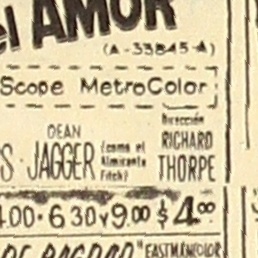 el AMOR
(A-33845-A)
Scope MetroColor
DEAN JAGGER
(como el Almirante Fitch)
Dirección RICHARD THORPE
4.00·6 30 y 9.00 $4.00
DE BAGDAD" EASTMANCOLOR